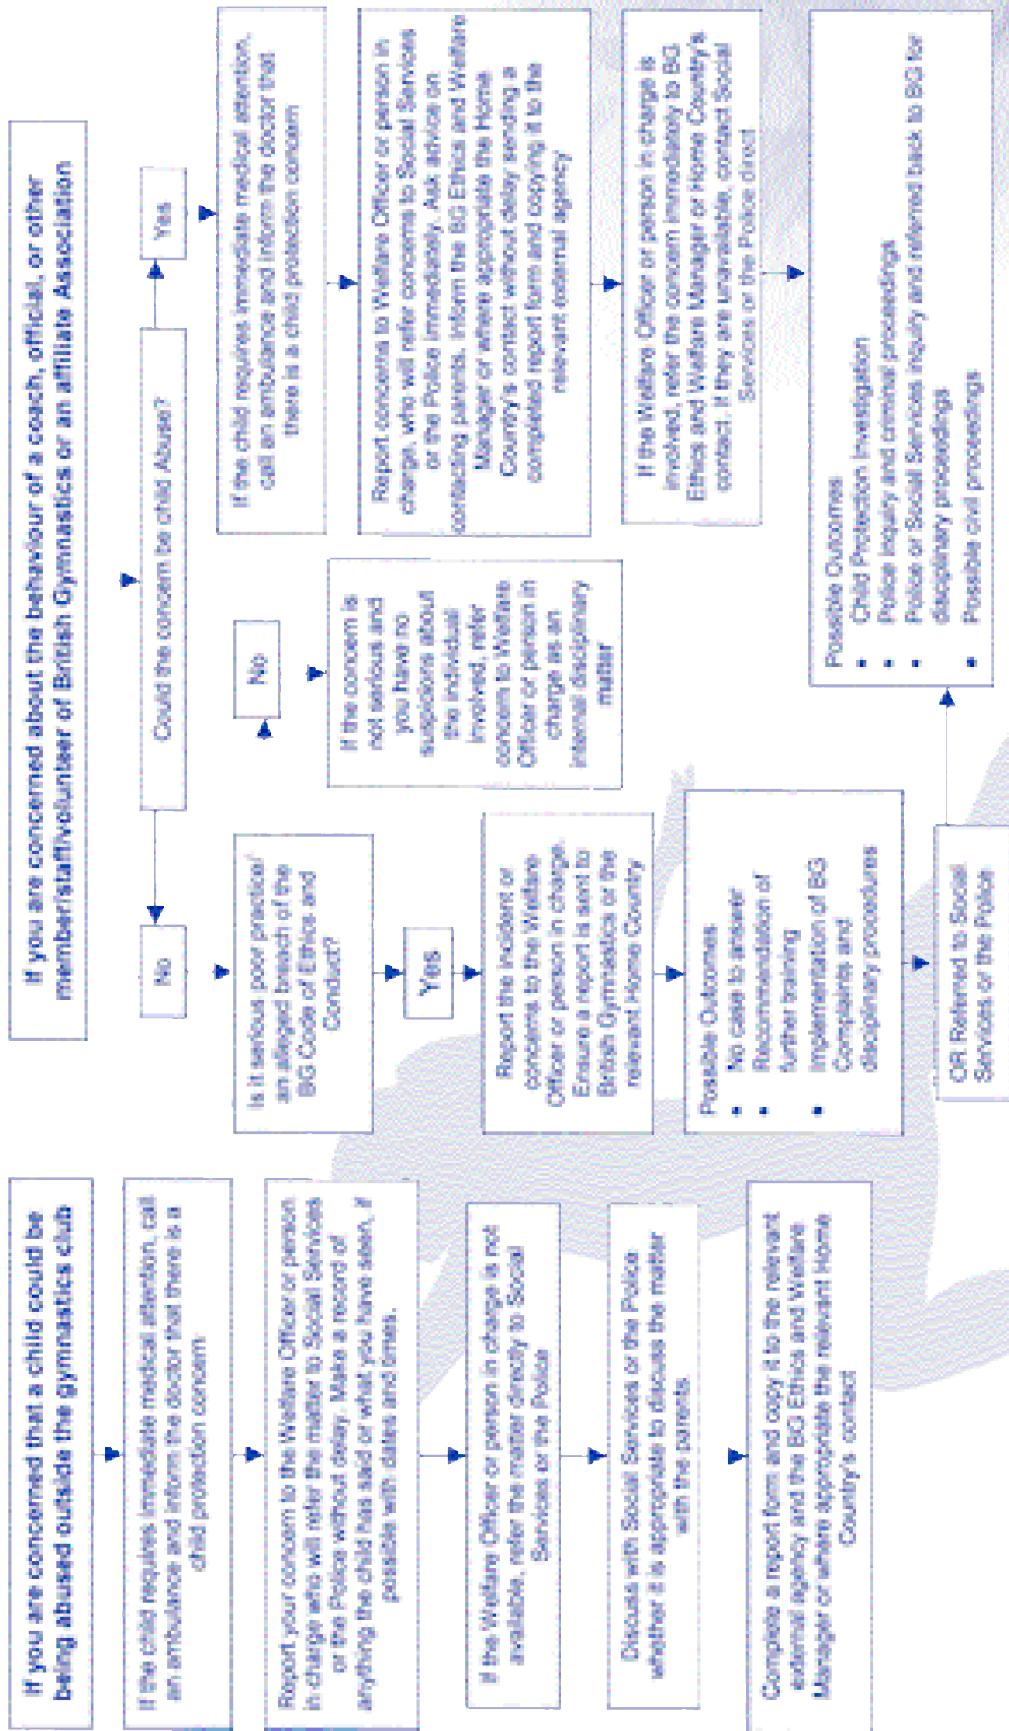 If you are concerned that a child could be
being abused outside the gymnastics club
If the child requires immediate medical attention, call
an ambulance and inform the doctor that there is a
child protection concern
Report your concern to the Welfare Officer or person
in charge who will refer the matter to Social Services
or the Police without delay. Make a record of
anything the child has said or what you have seen, if
possible with dates and times.
If the Welfare Officer or person in charge is not
available, refer the matter directly to Social
Services or the Police
Discuss with Social Services or the Police
whether it is appropriate to discuss the matter
with the parents
Complete a report form and copy it to the relevant
external agency and the BG Ethics and Welfare
Manager or where appropriate the relevant Home
Country's contact
If you are concerned about the behaviour of a coach, official, or other
member/staff/volunteer of British Gymnastics or an affiliate Association
Could the concern be child Abuse?
No
Yes
Is it serious poor practice/
an alleged breach of the
BG Code of Ethics and
Conduct?
Yes
Report the incident or
concerns to the Welfare
Officer or person in charge.
Ensure a report is sent to
British Gymnastics or the
relevant Home Country
Possible Outcomes
• No case to answer
• Recommendation of
further training
• Implementation of BG
Complaints and
disciplinary procedures
OR Referred to Social
Services or the Police
No
If the concern is
not serious and
you have no
suspicions about
the individual
involved, refer
concern to Welfare
Officer or person in
charge as an
internal disciplinary
matter
If the child requires immediate medical attention,
call an ambulance and inform the doctor that
there is a child protection concern
Report concerns to Welfare Officer or person in
charge, who will refer concerns to Social Services
or the Police immediately. Ask advice on
contacting parents. Inform the BG Ethics and Welfare
Manager or where appropriate the Home
Country's contact without delay sending a
completed report form and copying it to the
relevant external agency
If the Welfare Officer or person in charge is
involved, refer the concern immediately to BG
Ethics and Welfare Manager or Home Country's
contact. If they are unavailable, contact Social
Services or the Police direct
Possible Outcomes
• Child Protection Investigation
• Police inquiry and criminal proceedings
• Police or Social Services inquiry and referred back to BG for
disciplinary proceedings
• Possible civil proceedings